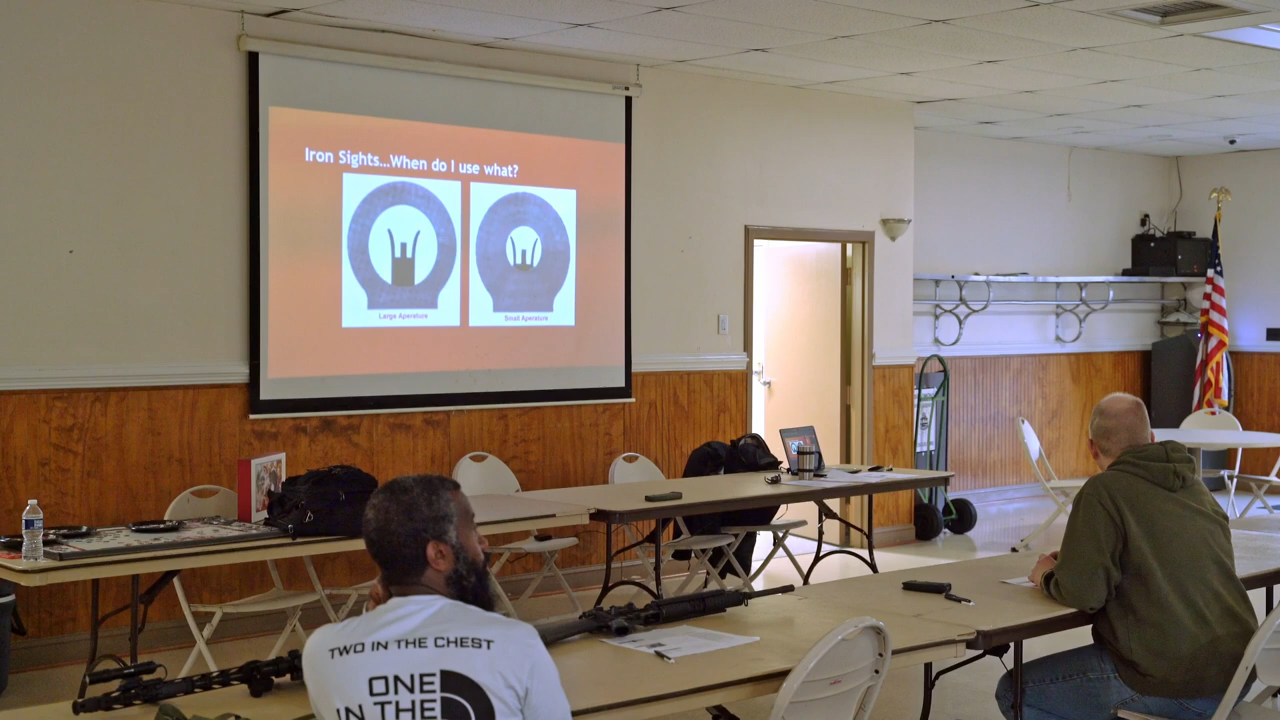 Iron Sights...When do I use what?
Large Aperature
Small Aperature
TWO IN THE CHEST
ONE
IN THE